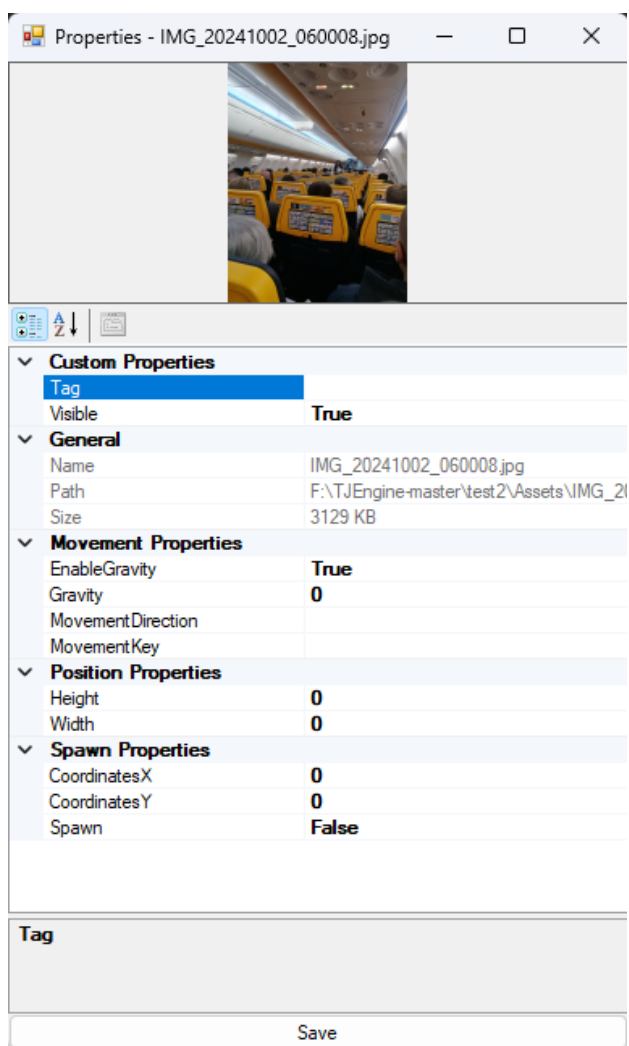 Properties - IMG_20241002_060008.jpg
Custom Properties
Tag
Visible True
General
Name IMG_20241002_060008.jpg
Path F:\TJEngine-master\test2\Assets\IMG_20
Size 3129 KB
Movement Properties
EnableGravity True
Gravity 0
MovementDirection
MovementKey
Position Properties
Height 0
Width 0
Spawn Properties
CoordinatesX 0
CoordinatesY 0
Spawn False
Tag
Save